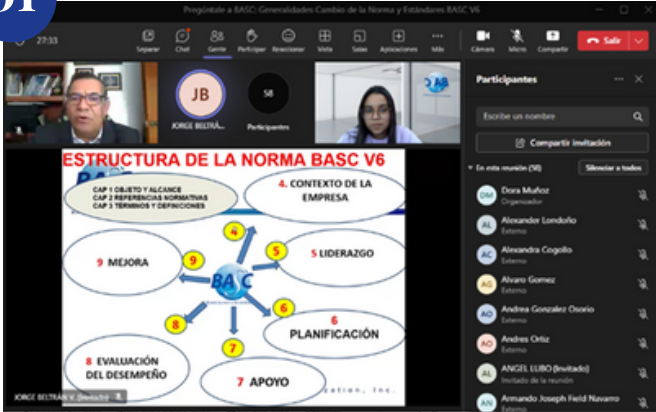 Pregúntale a BASC: Generalidades Cambio de la Norma y Estándares BASC V6
27:33
Separar
Chat
Gente
Participar
Reaccionar
Vista
Salas
Aplicaciones
Más
Cámara
Micro
Compartir
Salir
JB
JORGE BELTRÁ...
58
Participantes
ESTRUCTURA DE LA NORMA BASC V6
CAP 1 OBJETO Y ALCANCE
CAP 2 REFERENCIAS NORMATIVAS
CAP 3 TERMINOS Y DEFINICIONES
4. CONTEXTO DE LA
EMPRESA
4
5
5 LIDERAZGO
9 MEJORA
9
BASC
6
6
PLANIFICACIÓN
8
7
8 EVALUACIÓN
DEL DESEMPEÑO
7 APOYO
JORGE BELTRÁN V. (Invitado)
Participantes
Escribe un nombre
Compartir invitación
En esta reunión (58)
Silenciar a todos
DM
Dora Muñoz
Organizador
AL
Alexander Londoño
Externo
AC
Alexandra Cogollo
Externo
AG
Alvaro Gomez
Externo
AO
Andrea Gonzalez Osorio
Externo
AO
Andres Ortiz
Externo
AL
ANGEL LUBO (Invitado)
Invitado de la reunión
AN
Armando Joseph Field Navarro
Externo